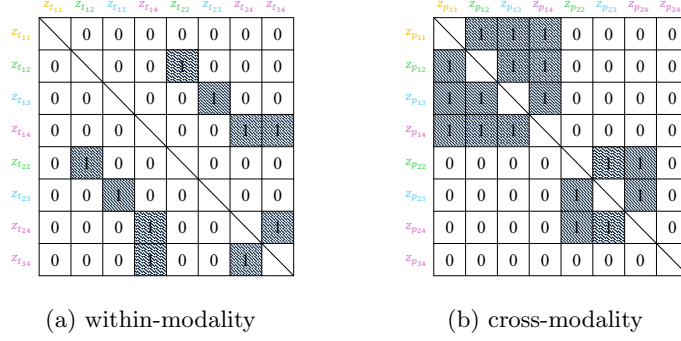 z_{t_{11}} z_{t_{12}} z_{t_{13}} z_{t_{14}} z_{t_{22}} z_{t_{23}} z_{t_{24}} z_{t_{34}}
z_{t_{11}} 0 0 0 0 0 0 0
z_{t_{12}} 0 0 0 1 0 0 0
z_{t_{13}} 0 0 0 0 1 0 0
z_{t_{14}} 0 0 0 0 0 1 1
z_{t_{22}} 0 1 0 0 0 0 0
z_{t_{23}} 0 0 1 0 0 0 0
z_{t_{24}} 0 0 0 1 0 0 1
z_{t_{34}} 0 0 0 1 0 0 1
(a) within-modality
z_{p_{11}} z_{p_{12}} z_{p_{13}} z_{p_{14}} z_{p_{22}} z_{p_{23}} z_{p_{24}} z_{p_{34}}
z_{p_{11}} 1 1 1 0 0 0 0
z_{p_{12}} 1 1 1 0 0 0 0
z_{p_{13}} 1 1 1 0 0 0 0
z_{p_{14}} 1 1 1 0 0 0 0
z_{p_{22}} 0 0 0 0 1 1 0
z_{p_{23}} 0 0 0 0 1 1 0
z_{p_{24}} 0 0 0 0 1 1 0
z_{p_{34}} 0 0 0 0 0 0 0
(b) cross-modality